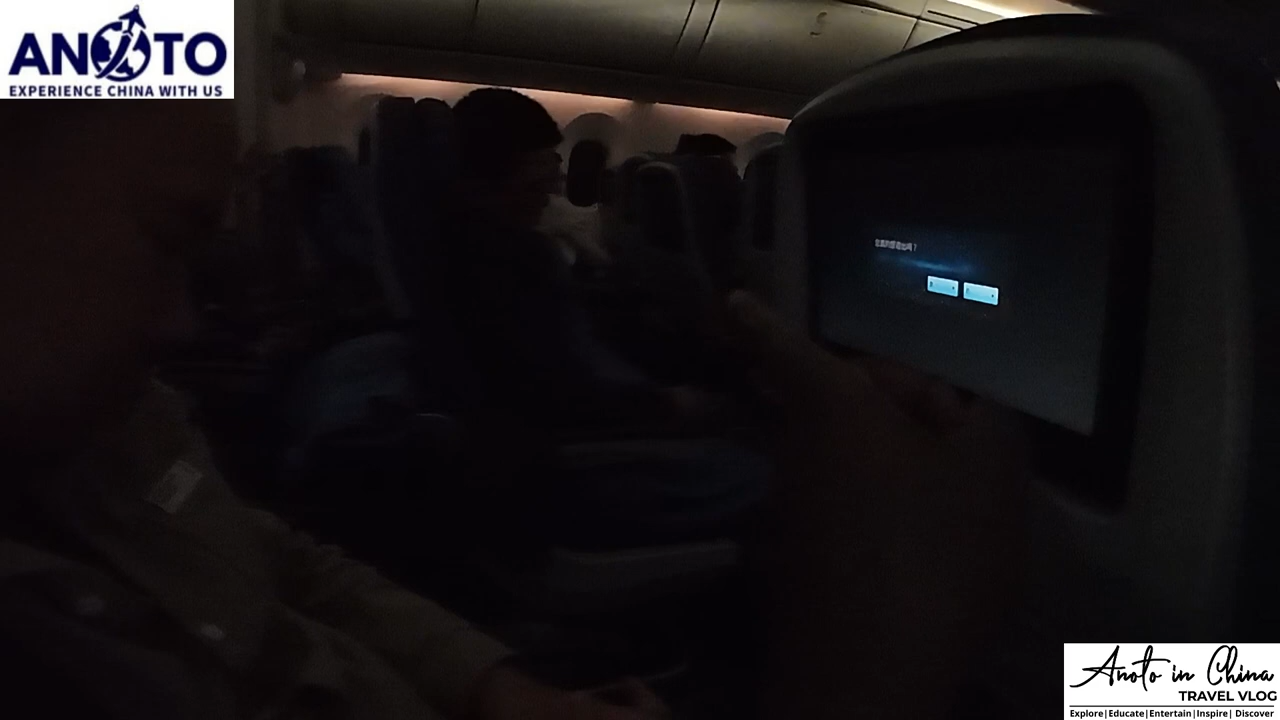 ANOTO
EXPERIENCE CHINA WITH US
Anoto in China
TRAVEL VLOG
Explore|Educate|Entertain|Inspire| Discover